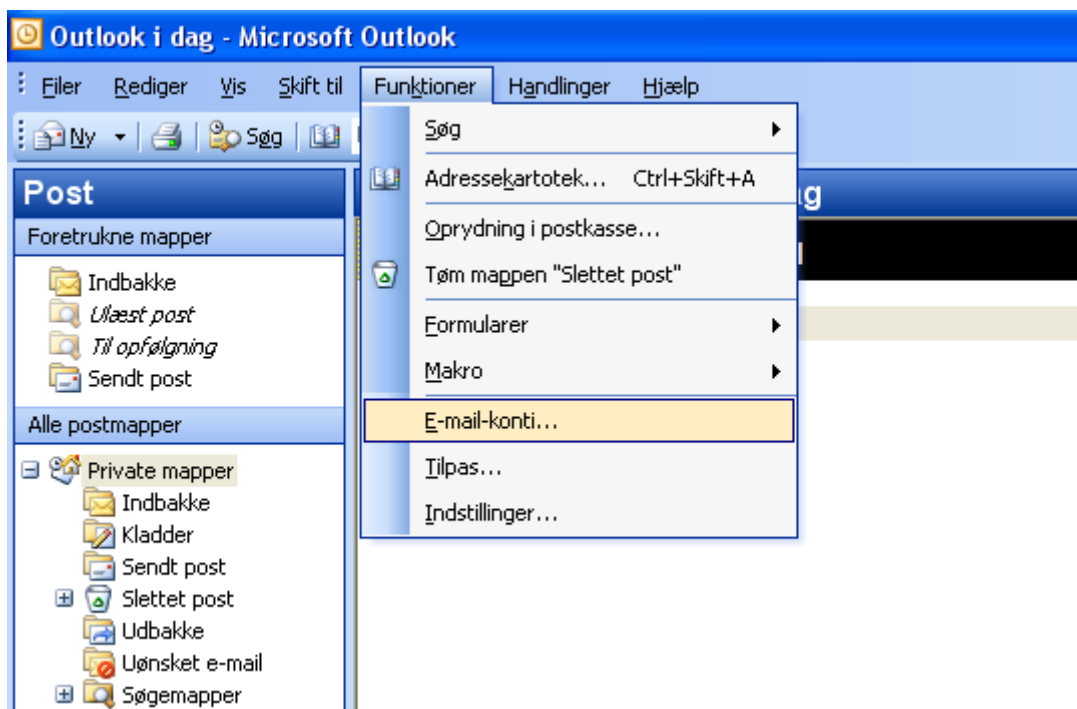 Outlook i dag - Microsoft Outlook
Filer Rediger Vis Skift til Funktioner Handlinger Hjælp
Ny Søg
Søg
Adressekartotek... Ctrl+Skift+A
Oprydning i postkasse...
Tøm mappen "Slettet post"
Formularer
Makro
E-mail-konti...
Tilpas...
Indstillinger...
Post
Foretrukne mapper
Indbakke
Ulæst post
Til opfølgning
Sendt post
Alle postmapper
Private mapper
Indbakke
Kladder
Sendt post
Slettet post
Udbakke
Uønsket e-mail
Søgemapper